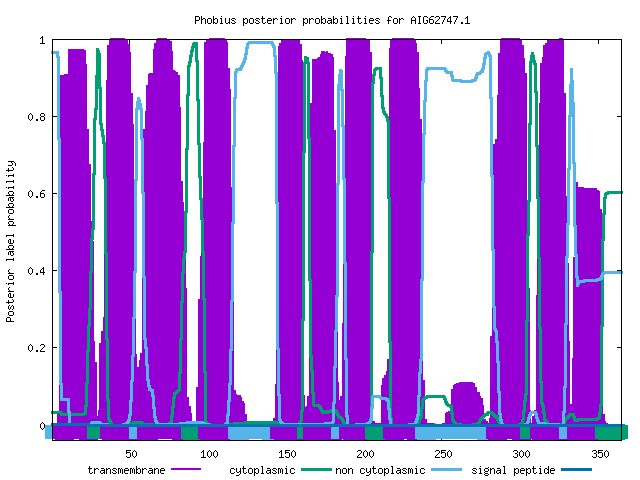 Phobius posterior probabilities for AIG62747.1
1
0.8
0.6
0.4
0.2
0
Posterior label probability
50 100 150 200 250 300 350
transmembrane cytoplasmic non cytoplasmic signal peptide